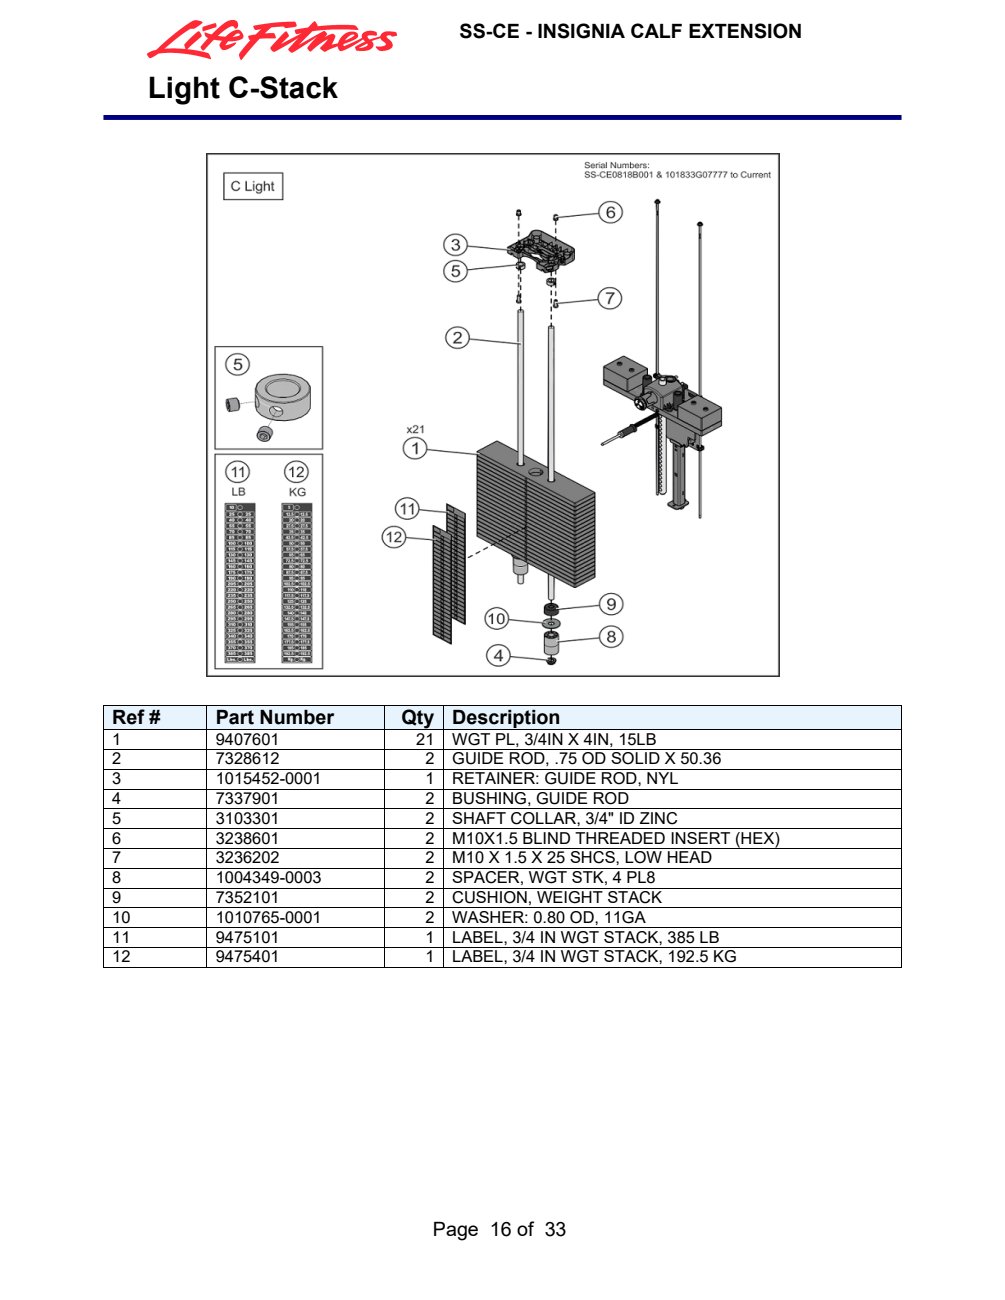 LifeFitness
SS-CE - INSIGNIA CALF EXTENSION
Light C-Stack
Serial Numbers:
SS-CE0818B001 & 101833G07777 to Current
C Light
6
3
5
7
2
5
x21
1
11
12
LB
KG
11
12
9
10
8
4
Ref # Part Number Qty Description
1 9407601 21 WGT PL, 3/4IN X 4IN, 15LB
2 7328612 2 GUIDE ROD, .75 OD SOLID X 50.36
3 1015452-0001 1 RETAINER: GUIDE ROD, NYL
4 7337901 2 BUSHING, GUIDE ROD
5 3103301 2 SHAFT COLLAR, 3/4" ID ZINC
6 3238601 2 M10X1.5 BLIND THREADED INSERT (HEX)
7 3236202 2 M10 X 1.5 X 25 SHCS, LOW HEAD
8 1004349-0003 2 SPACER, WGT STK, 4 PL8
9 7352101 2 CUSHION, WEIGHT STACK
10 1010765-0001 2 WASHER: 0.80 OD, 11GA
11 9475101 1 LABEL, 3/4 IN WGT STACK, 385 LB
12 9475401 1 LABEL, 3/4 IN WGT STACK, 192.5 KG
Page 16 of 33